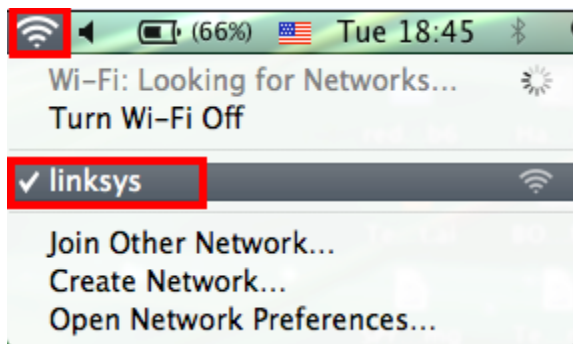 (66%) Tue 18:45
Wi-Fi: Looking for Networks...
Turn Wi-Fi Off
linksys
Join Other Network...
Create Network...
Open Network Preferences...